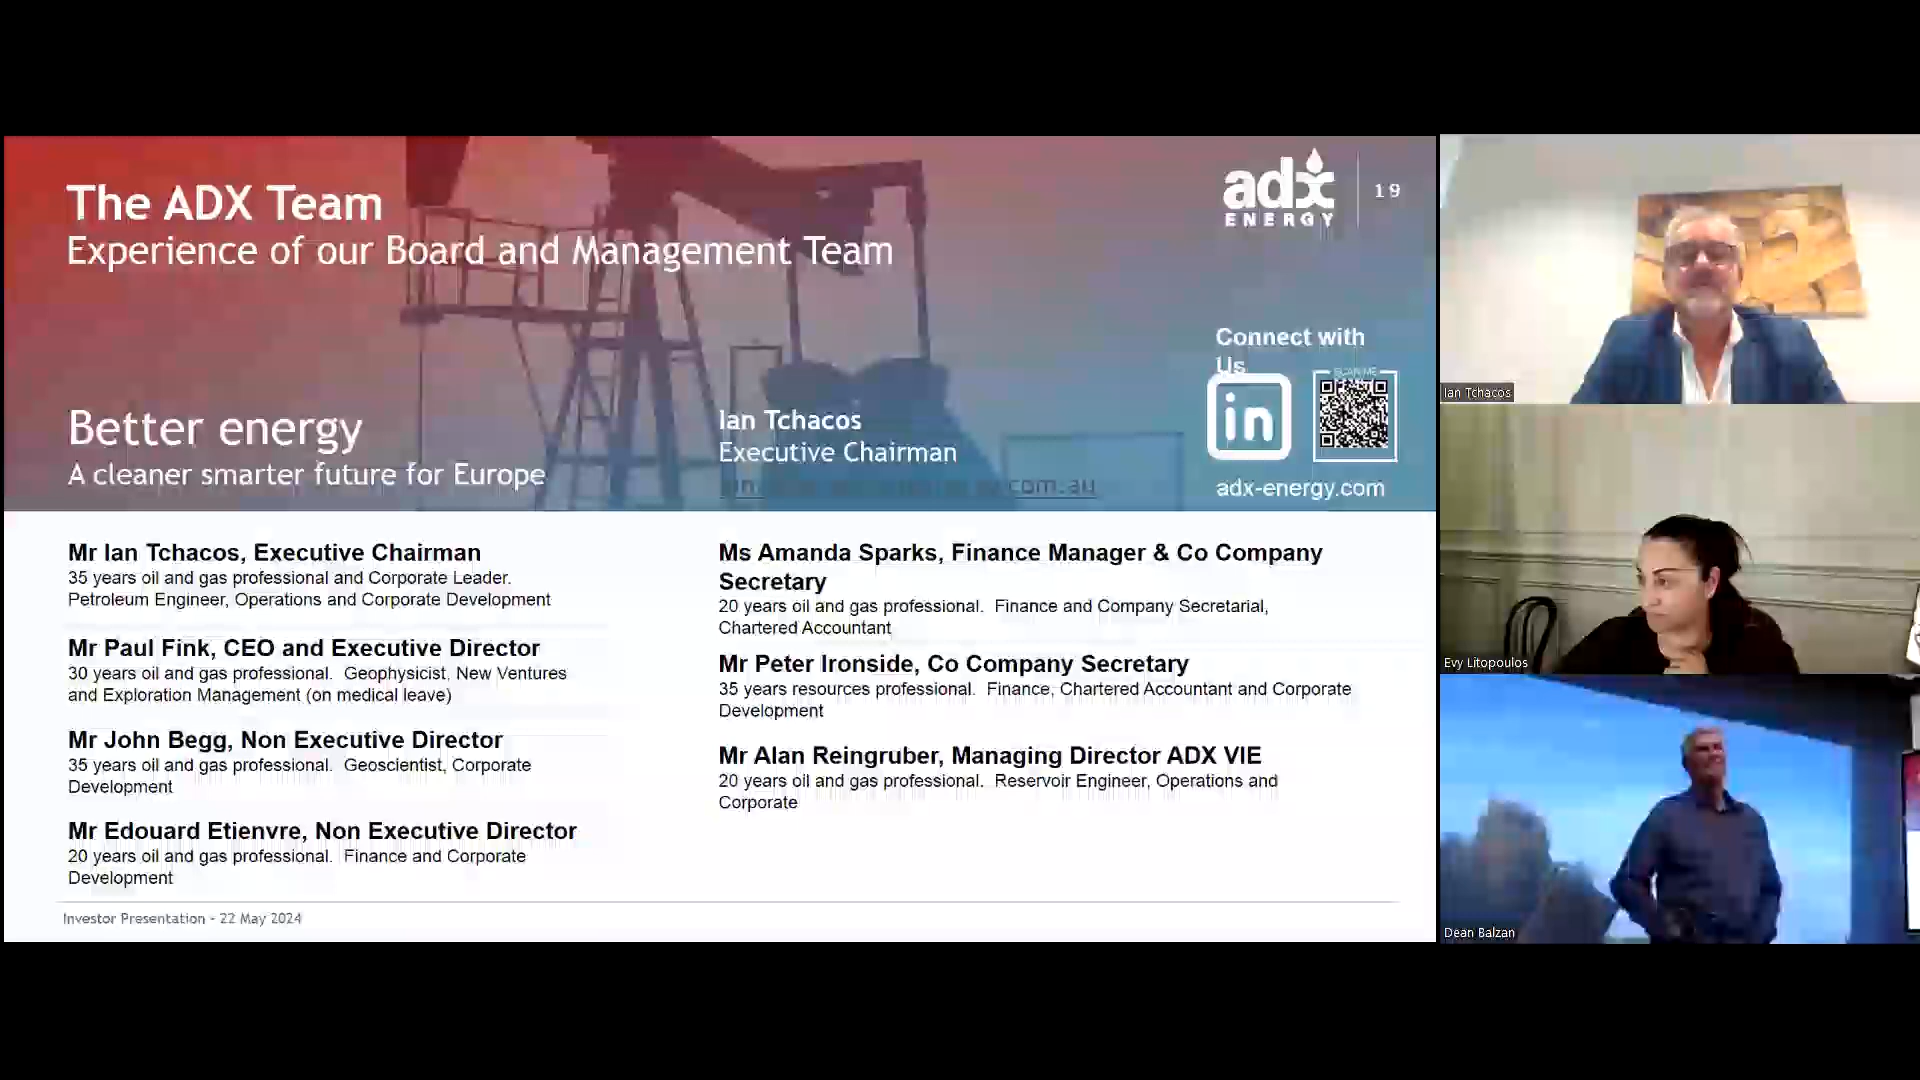 The ADX Team
Experience of our Board and Management Team
adx
ENERGY
19
Connect with
Us
SCAN ME
in
adx-energy.com
Better energy
A cleaner smarter future for Europe
Ian Tchacos
Executive Chairman
.com.au
Mr Ian Tchacos, Executive Chairman
35 years oil and gas professional and Corporate Leader.
Petroleum Engineer, Operations and Corporate Development
Mr Paul Fink, CEO and Executive Director
30 years oil and gas professional. Geophysicist, New Ventures
and Exploration Management (on medical leave)
Mr John Begg, Non Executive Director
35 years oil and gas professional. Geoscientist, Corporate
Development
Mr Edouard Etienvre, Non Executive Director
20 years oil and gas professional. Finance and Corporate
Development
Ms Amanda Sparks, Finance Manager & Co Company
Secretary
20 years oil and gas professional. Finance and Company Secretarial,
Chartered Accountant
Mr Peter Ironside, Co Company Secretary
35 years resources professional. Finance, Chartered Accountant and Corporate
Development
Mr Alan Reingruber, Managing Director ADX VIE
20 years oil and gas professional. Reservoir Engineer, Operations and
Corporate
Investor Presentation - 22 May 2024
Ian Tchacos
Evy Litopoulos
Dean Balzan